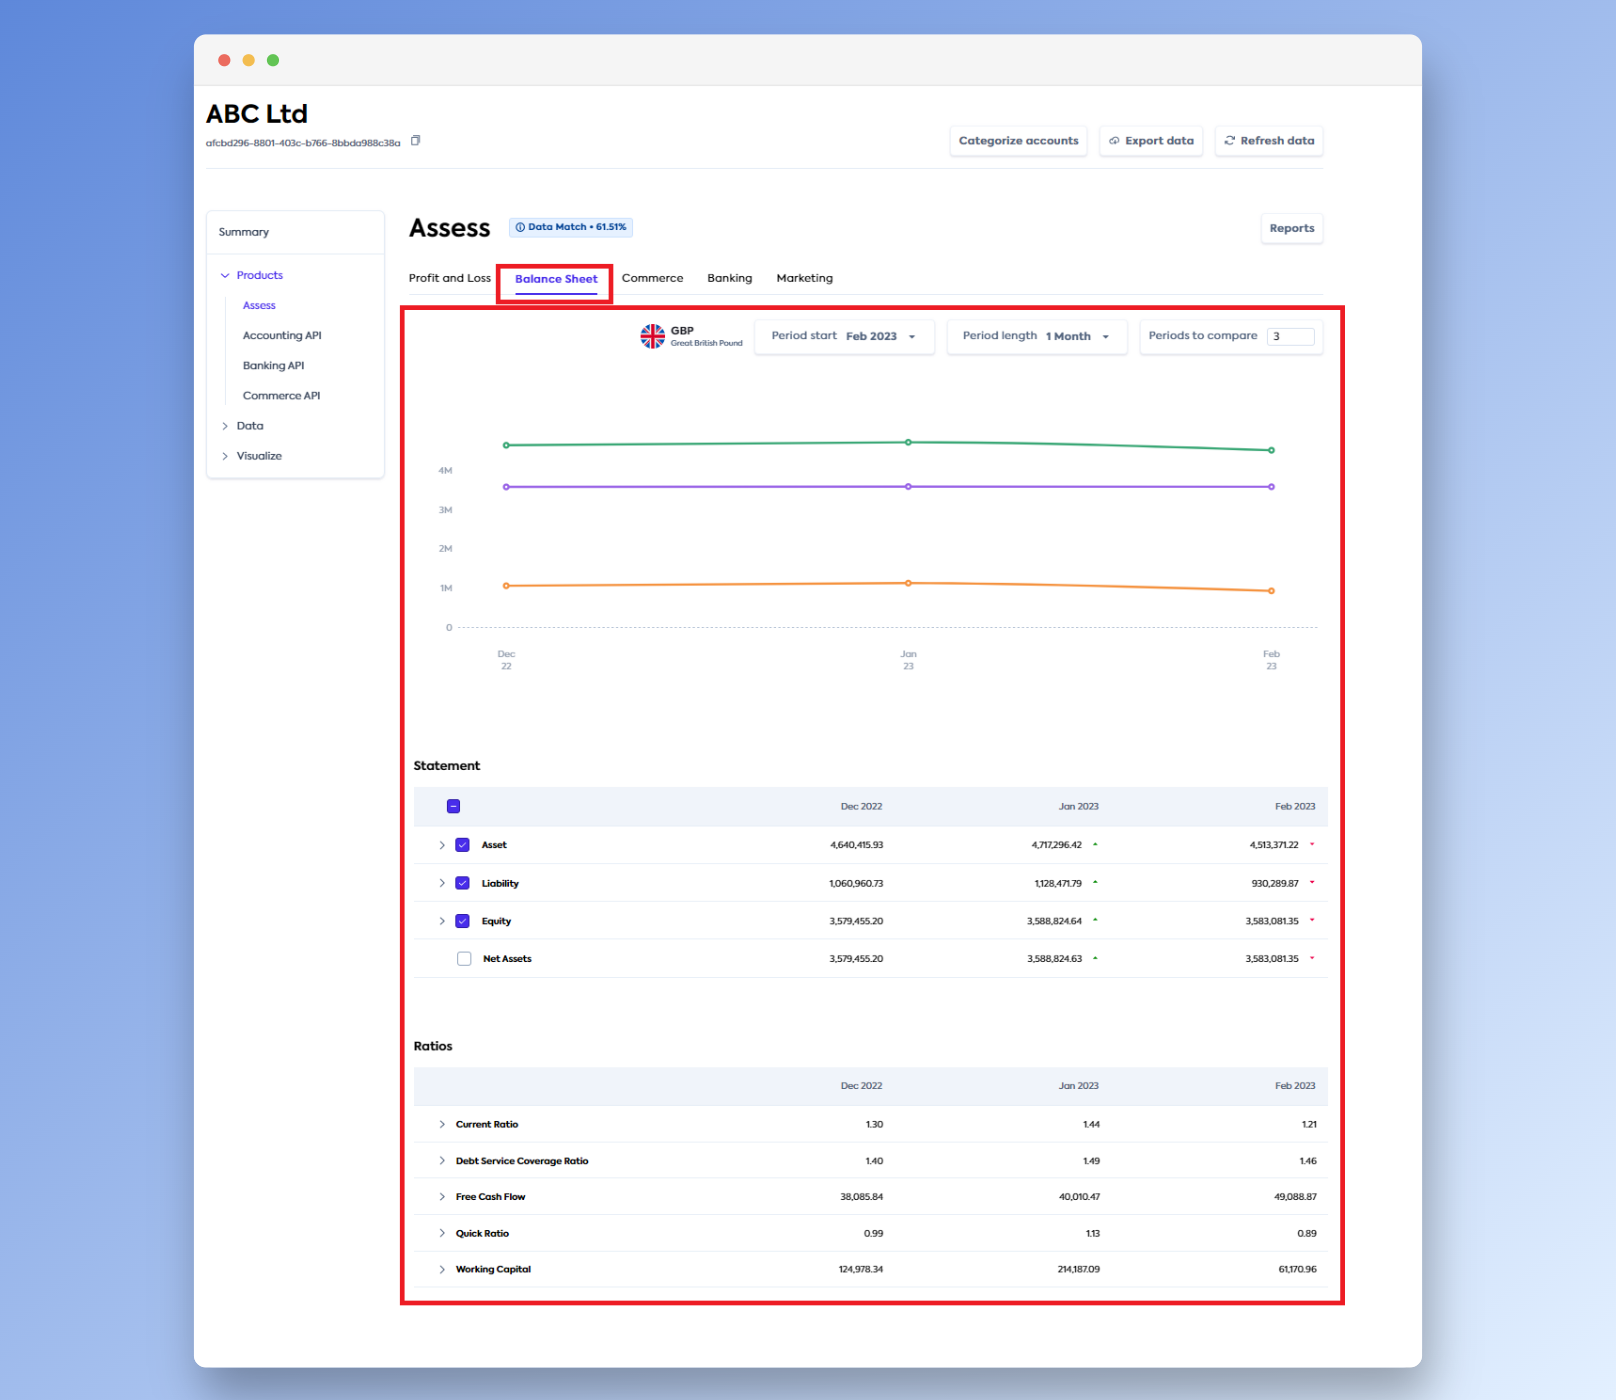 ABC Ltd
afcbd296-8801-403c-b766-8bbda988c38a
Categorize accounts
Export data
Refresh data
Summary
Products
Assess
Accounting API
Banking API
Commerce API
Data
Visualize
Assess
Data Match • 61.51%
Reports
Profit and Loss
Balance Sheet
Commerce
Banking
Marketing
GBP
Great British Pound
Period start Feb 2023
Period length 1 Month
Periods to compare 3
4M
3M
2M
1M
0
Dec
22
Jan
23
Feb
23
Statement
Dec 2022 Jan 2023 Feb 2023
Asset 4,640,415.93 4,717,296.42 4,513,371.22
Liability 1,060,960.73 1,128,471.79 930,289.87
Equity 3,579,455.20 3,588,824.64 3,583,081.35
Net Assets 3,579,455.20 3,588,824.63 3,583,081.35
Ratios
Dec 2022 Jan 2023 Feb 2023
Current Ratio 1.30 1.44 1.21
Debt Service Coverage Ratio 1.40 1.49 1.46
Free Cash Flow 38,085.84 40,010.47 49,088.87
Quick Ratio 0.99 1.13 0.89
Working Capital 124,978.34 214,187.09 61,170.96